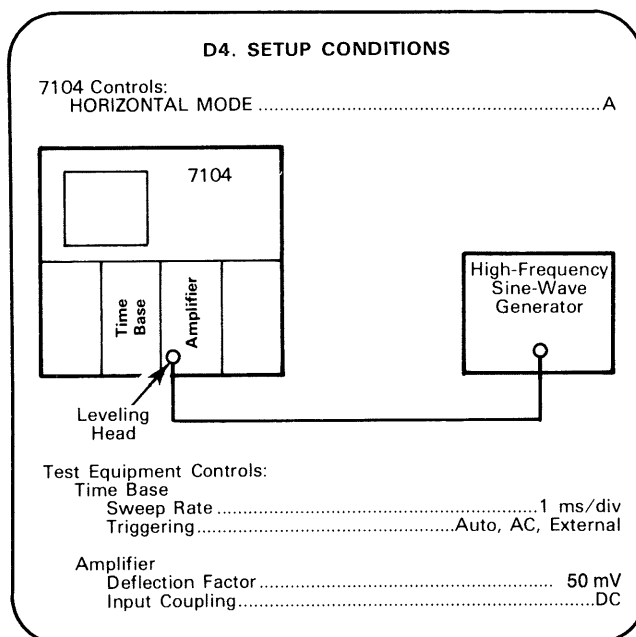 D4. SETUP CONDITIONS
7104 Controls:
HORIZONTAL MODE ......................................................A
7104
Time
Base
Amplifier
High-Frequency
Sine-Wave
Generator
Leveling
Head
Test Equipment Controls:
Time Base
Sweep Rate ....................................................1 ms/div
Triggering..........................................Auto, AC, External
Amplifier
Deflection Factor ............................................... 50 mV
Input Coupling..........................................................DC